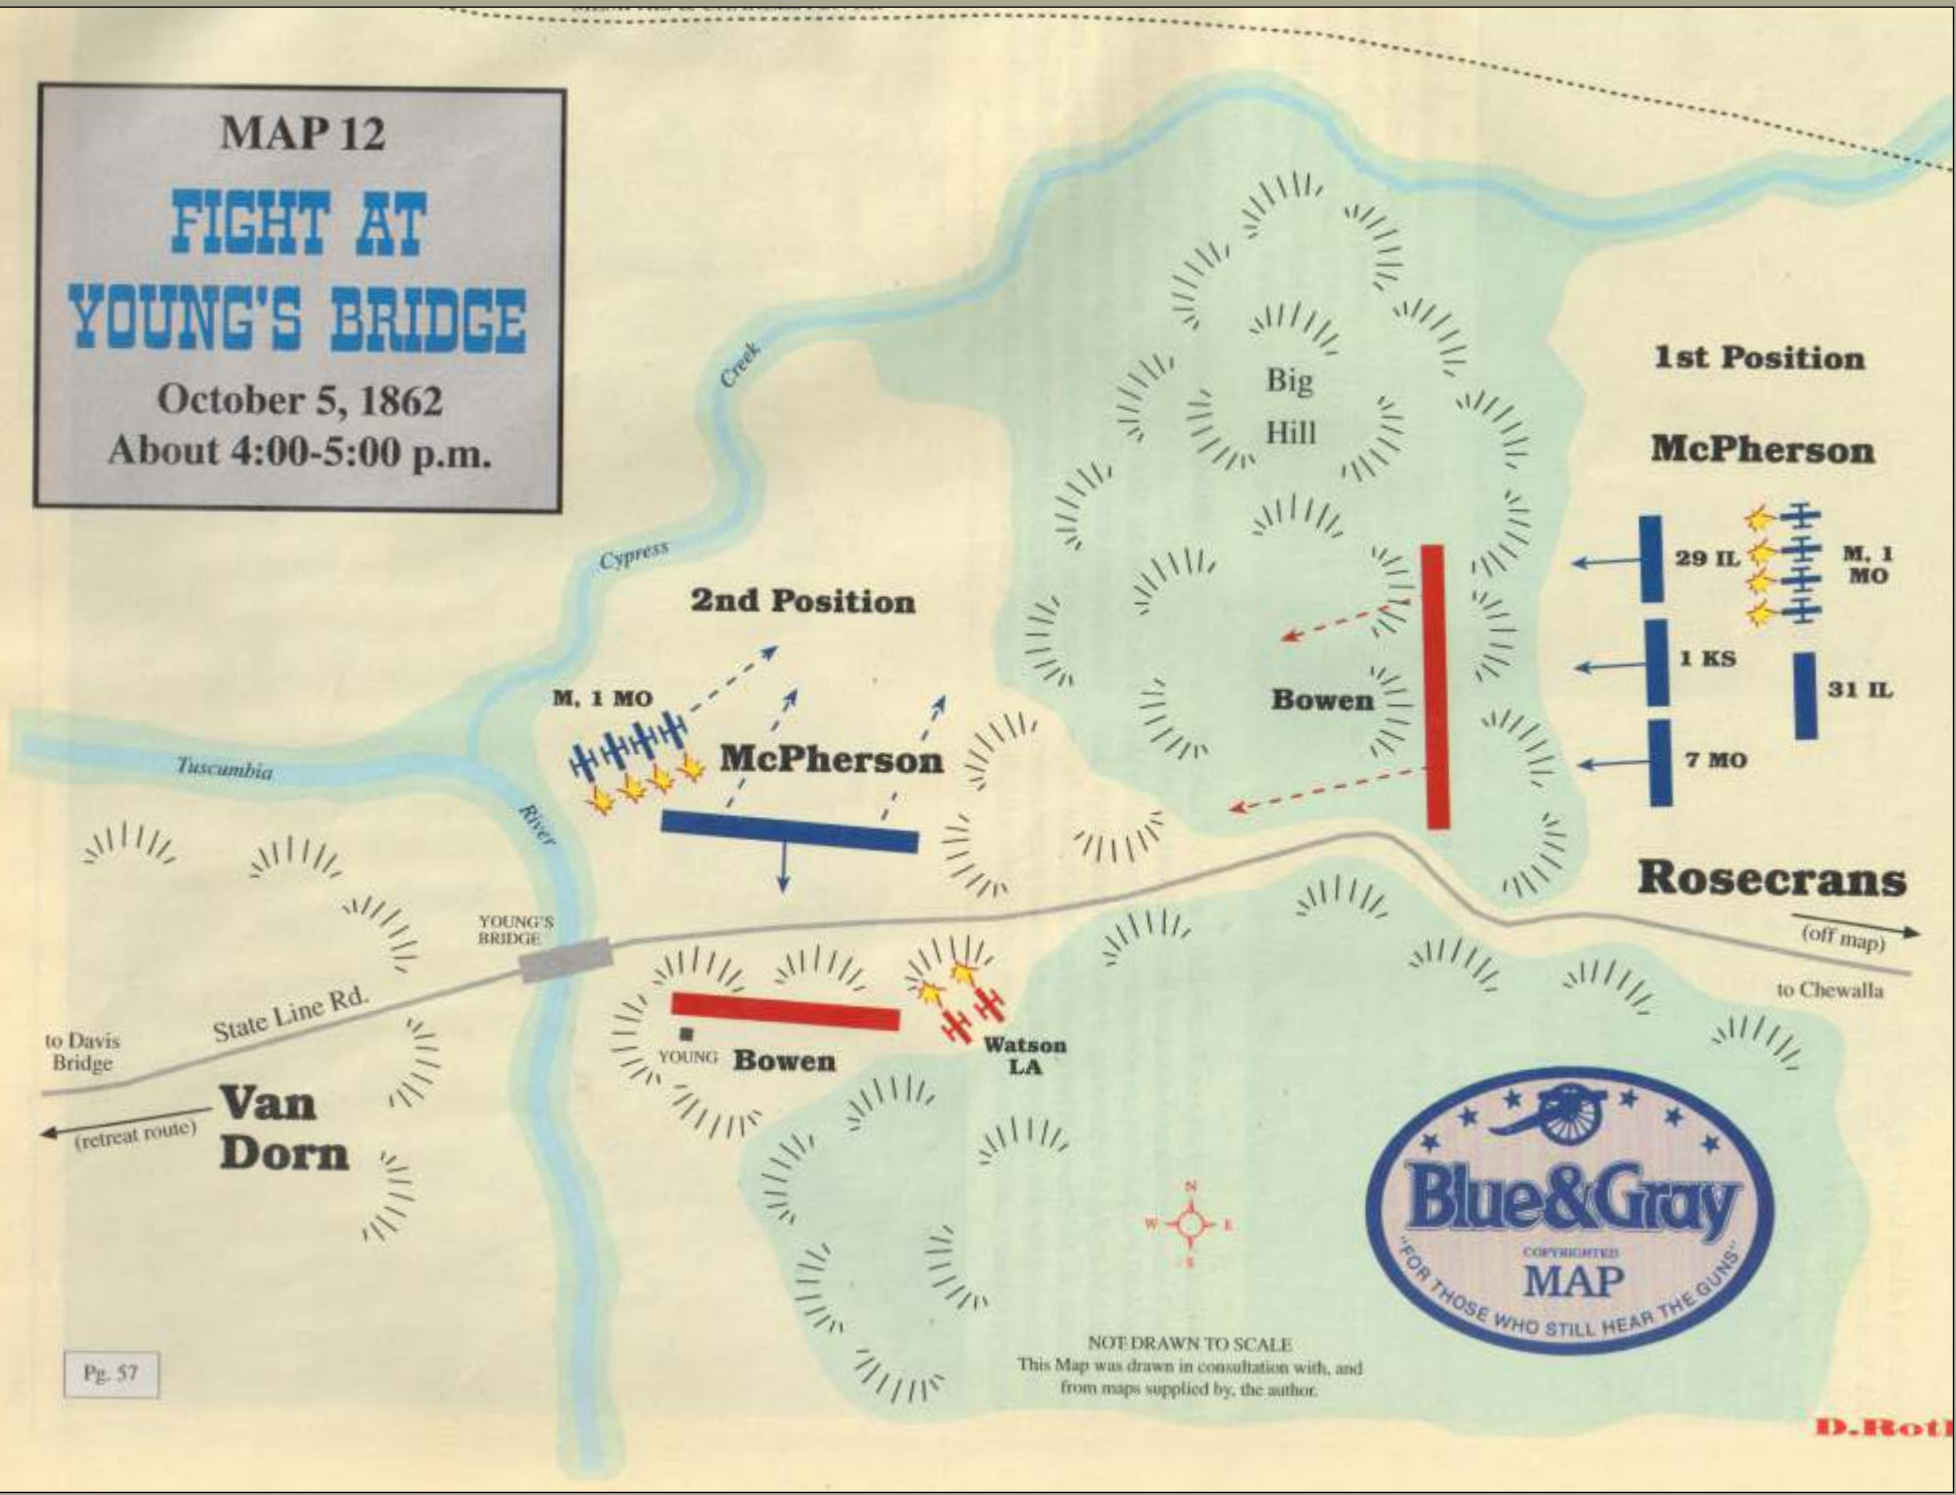 MAP 12
FIGHT AT
YOUNG'S BRIDGE
October 5, 1862
About 4:00-5:00 p.m.
Creek
Cypress
Big
Hill
1st Position
McPherson
29 IL
M, 1
MO
1 KS
31 IL
7 MO
2nd Position
M, 1 MO
McPherson
Bowen
Tuscumbia
River
Rosecrans
(off map)
to Chewalla
YOUNG'S
BRIDGE
State Line Rd.
to Davis
Bridge
Van
Dorn
(retreat route)
YOUNG
Bowen
Watson
LA
N
W
E
S
Blue&Gray
COPYRIGHTED
MAP
"FOR THOSE WHO STILL HEAR THE GUNS"
NOT DRAWN TO SCALE
This Map was drawn in consultation with, and
from maps supplied by, the author.
Pg. 57